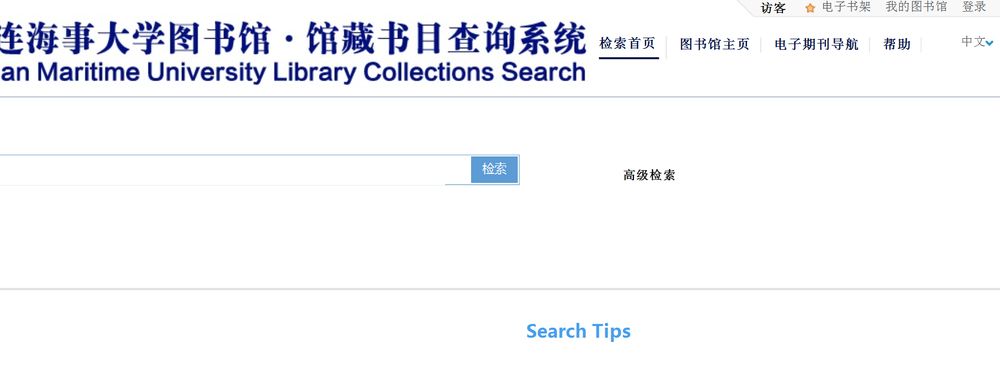 访客 电子书架 我的图书馆 登录
连海事大学图书馆·馆藏书目查询系统
检索首页 图书馆主页 电子期刊导航 帮助 中文
an Maritime University Library Collections Search
检索
高级检索
Search Tips